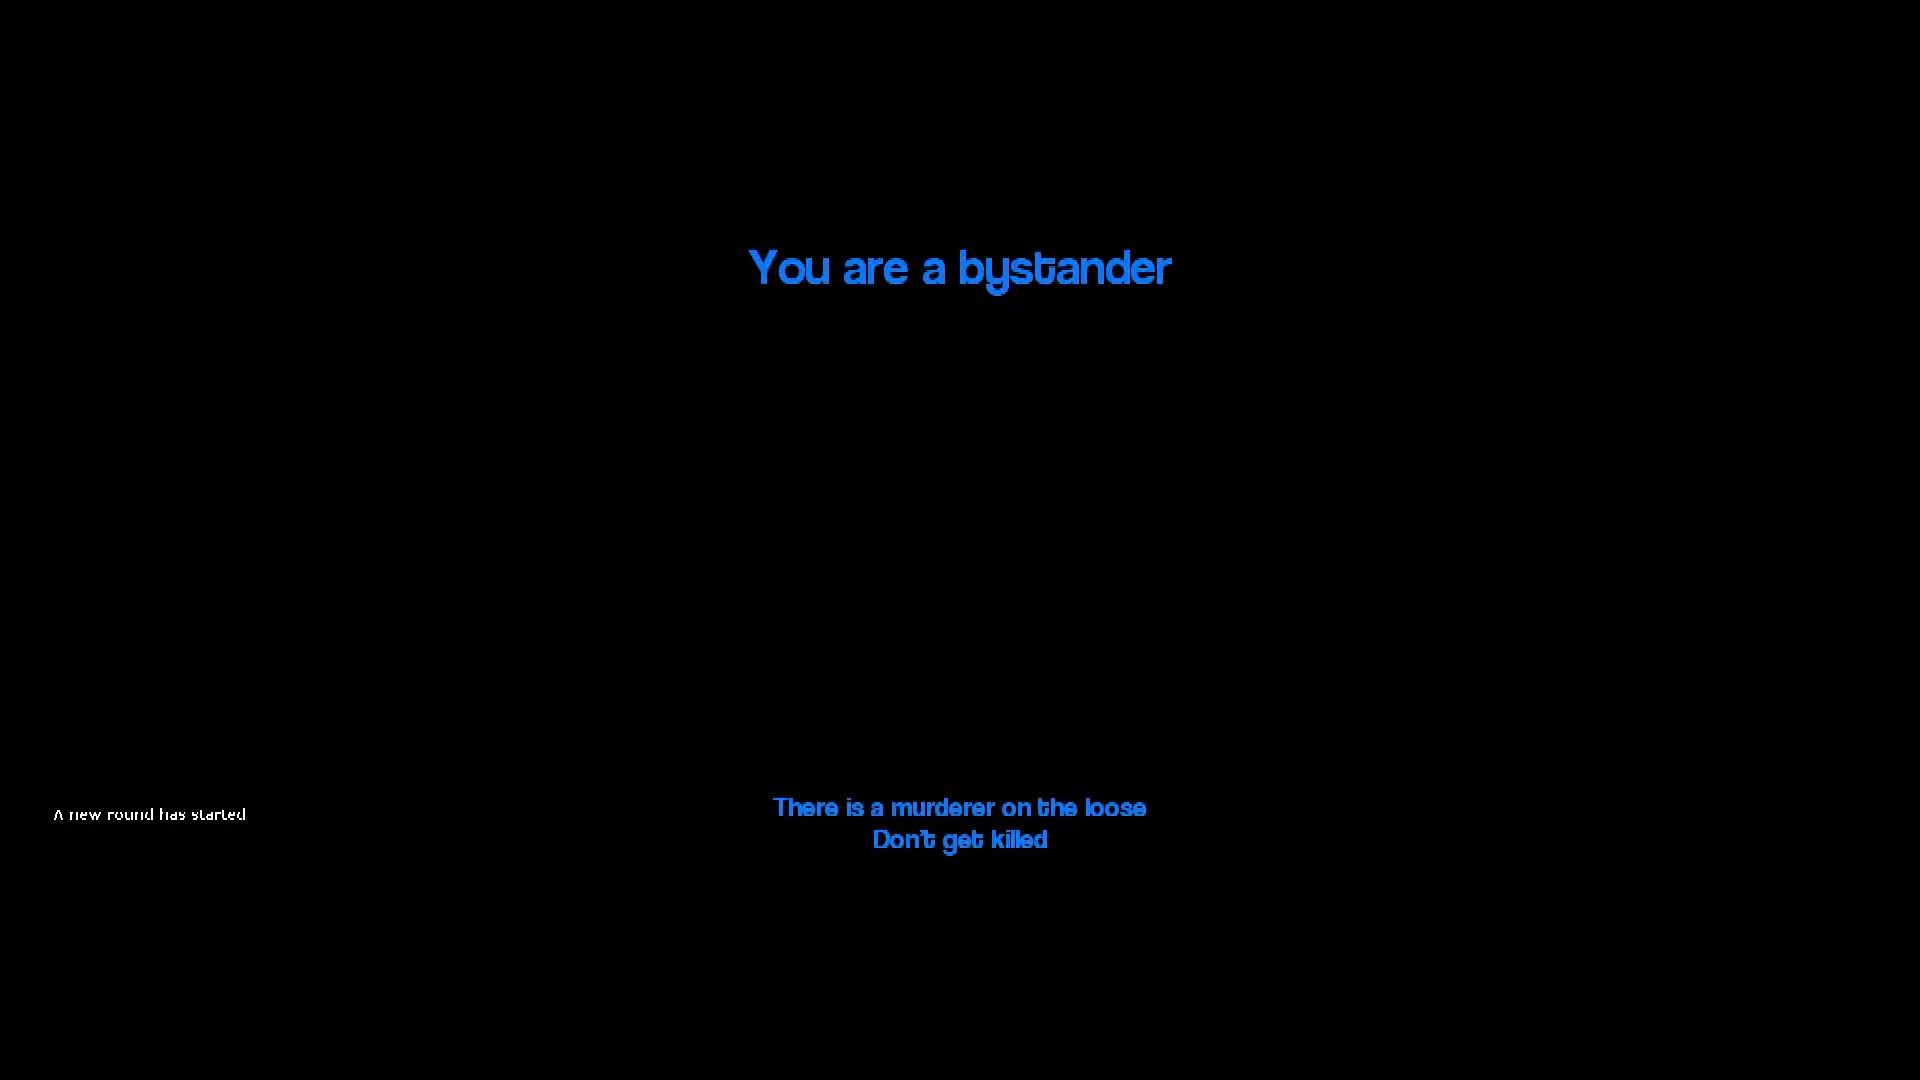 You are a bystander
There is a murderer on the loose
Don't get killed
A new round has started